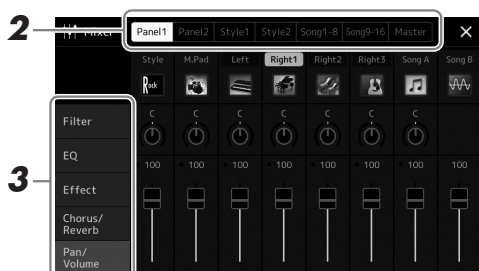 2
Mixer
Panel1 Panel2 Style1 Style2 Song1-8 Song9-16 Master
Style M.Pad Left Right1 Right2 Right3 Song A Song B
Rock
C C C C C C C
100 100 100 100 100 100 100 100
3
Filter
EQ
Effect
Chorus/
Reverb
Pan/
Volume